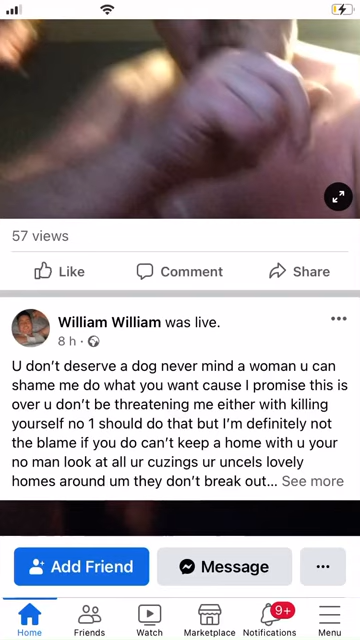 57 views
Like
Comment
Share
William William was live.
8 h ·
U don't deserve a dog never mind a woman u can
shame me do what you want cause I promise this is
over u don't be threatening me either with killing
yourself no 1 should do that but I'm definitely not
the blame if you do can't keep a home with u your
no man look at all ur cuzings ur uncels lovely
homes around um they don't break out... See more
Add Friend
Message
9+
Home
Friends
Watch
Marketplace
Notifications
Menu